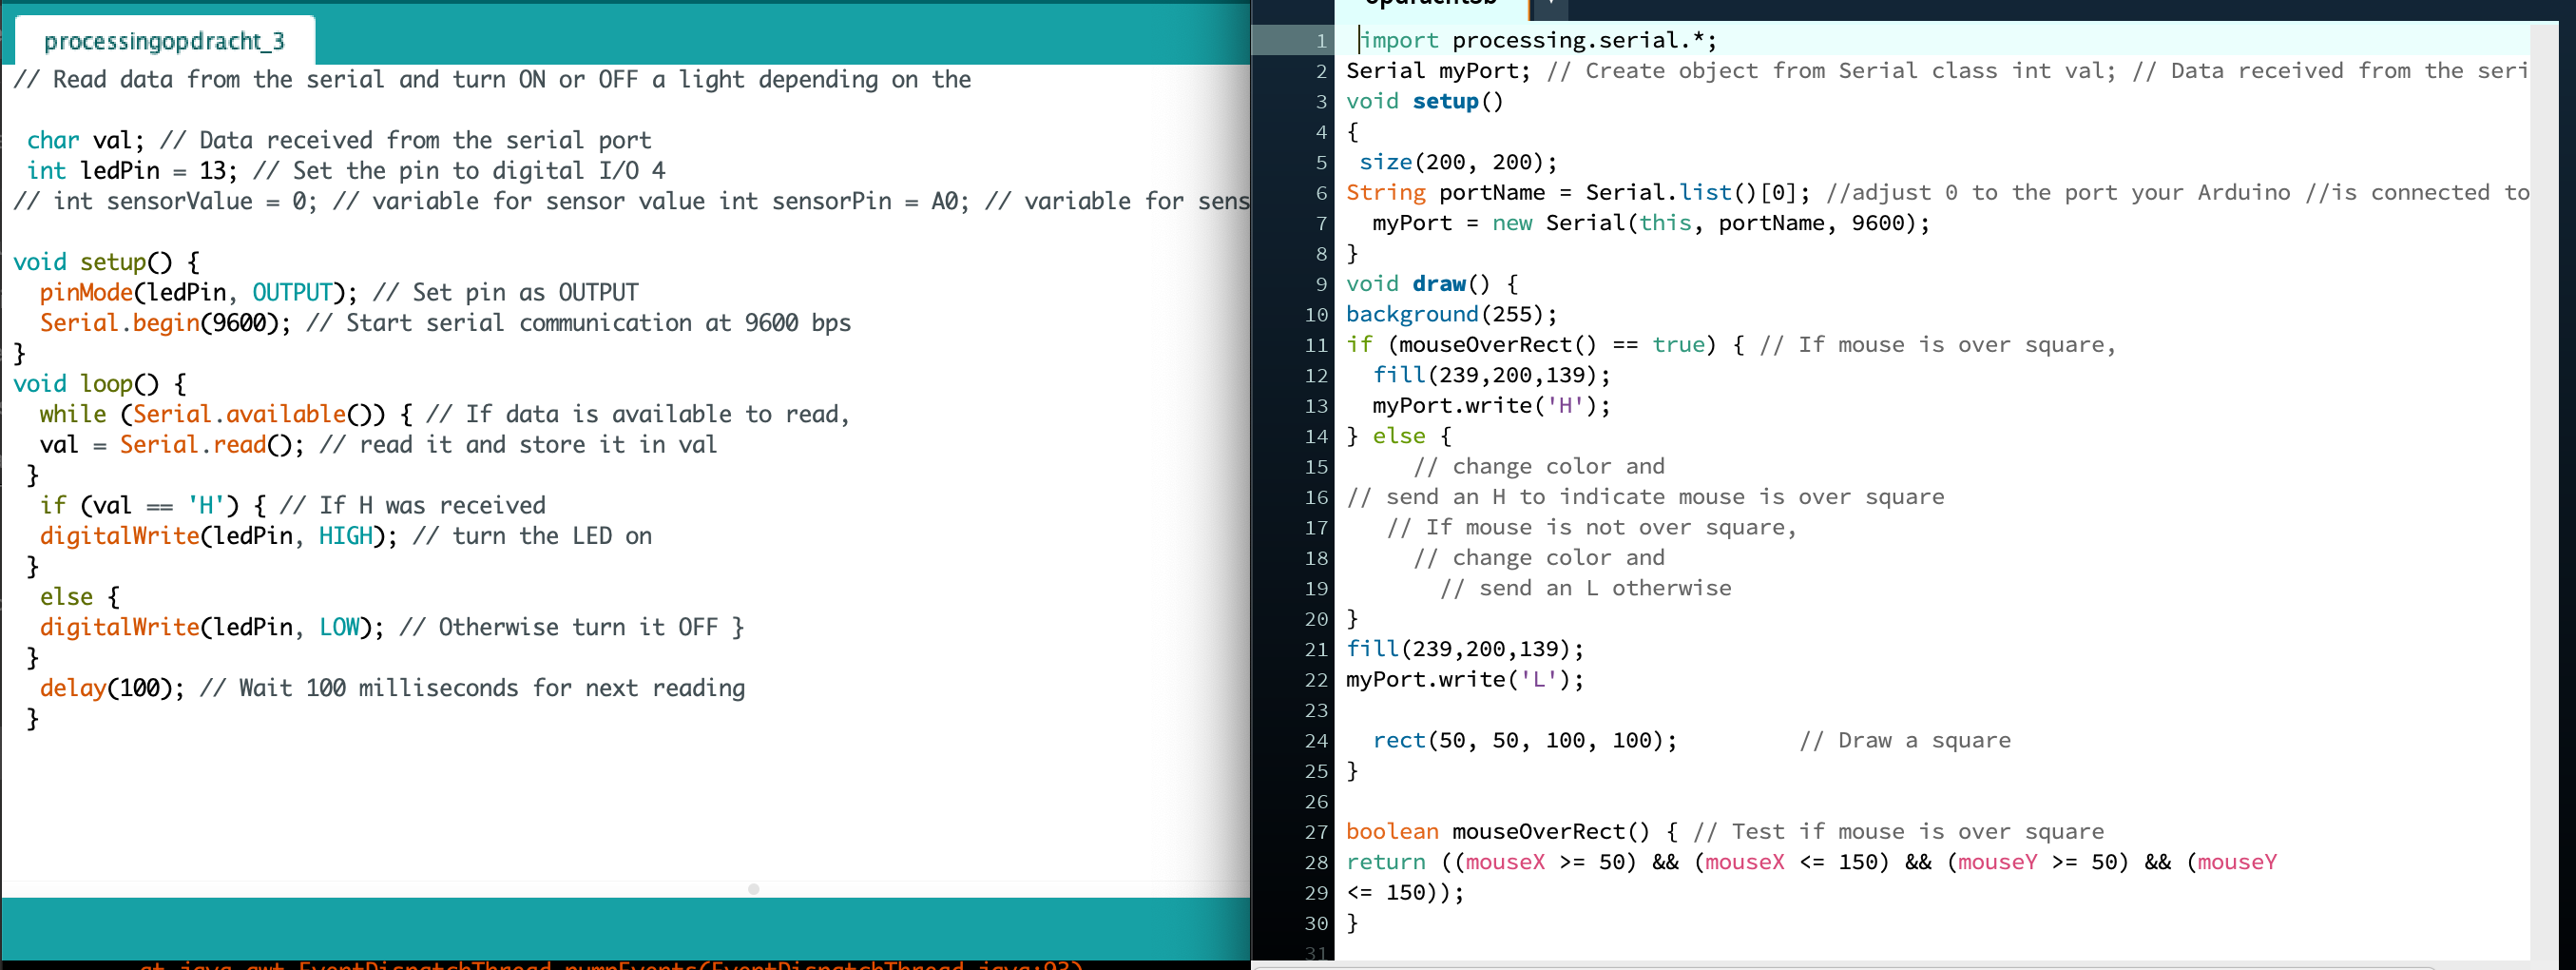 processingopdracht_3
// Read data from the serial and turn ON or OFF a light depending on the
char val; // Data received from the serial port
int ledPin = 13; // Set the pin to digital I/O 4
// int sensorValue = 0; // variable for sensor value int sensorPin = A0; // variable for sens
void setup() {
pinMode(ledPin, OUTPUT); // Set pin as OUTPUT
Serial.begin(9600); // Start serial communication at 9600 bps
}
void loop() {
while (Serial.available()) { // If data is available to read,
val = Serial.read(); // read it and store it in val
}
if (val == 'H') { // If H was received
digitalWrite(ledPin, HIGH); // turn the LED on
}
else {
digitalWrite(ledPin, LOW); // Otherwise turn it OFF }
}
delay(100); // Wait 100 milliseconds for next reading
}
at java.awt.EventDispatchThread.pumpEvents(EventDispatchThread.java:93)
1 import processing.serial.*;
2 Serial myPort; // Create object from Serial class int val; // Data received from the seri
3 void setup()
4 {
5 size(200, 200);
6 String portName = Serial.list()[0]; //adjust 0 to the port your Arduino //is connected to
7 myPort = new Serial(this, portName, 9600);
8 }
9 void draw() {
10 background(255);
11 if (mouseOverRect() == true) { // If mouse is over square,
12 fill(239,200,139);
13 myPort.write('H');
14 } else {
15 // change color and
16 // send an H to indicate mouse is over square
17 // If mouse is not over square,
18 // change color and
19 // send an L otherwise
20 }
21 fill(239,200,139);
22 myPort.write('L');
23
24 rect(50, 50, 100, 100); // Draw a square
25 }
26
27 boolean mouseOverRect() { // Test if mouse is over square
28 return ((mouseX >= 50) && (mouseX <= 150) && (mouseY >= 50) && (mouseY
29 <= 150));
30 }
31